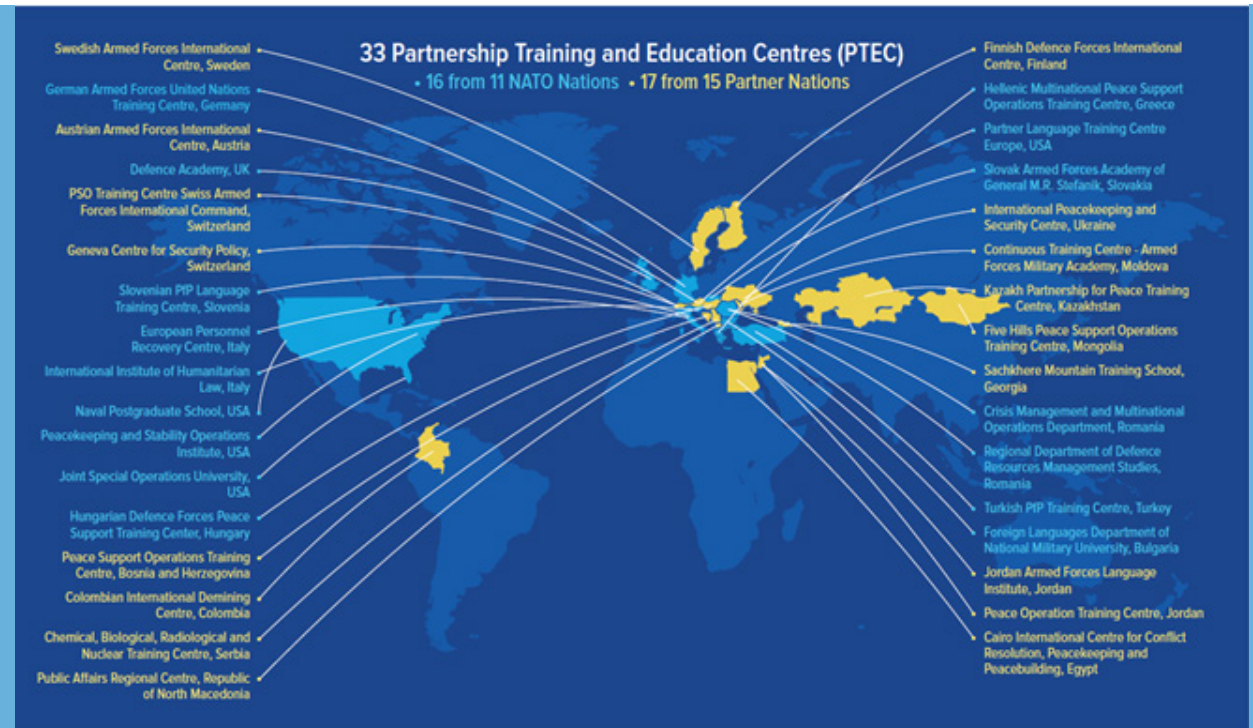 33 Partnership Training and Education Centres (PTEC)
• 16 from 11 NATO Nations • 17 from 15 Partner Nations
Swedish Armed Forces International
Centre, Sweden
German Armed Forces United Nations
Training Centre, Germany
Austrian Armed Forces International
Centre, Austria
Defence Academy, UK
PSO Training Centre Swiss Armed
Forces International Command,
Switzerland
Geneva Centre for Security Policy,
Switzerland
Slovenian PfP Language
Training Centre, Slovenia
European Personnel
Recovery Centre, Italy
International Institute of Humanitarian
Law, Italy
Naval Postgraduate School, USA
Peacekeeping and Stability Operations
Institute, USA
Joint Special Operations University,
USA
Hungarian Defence Forces Peace
Support Training Center, Hungary
Peace Support Operations Training
Centre, Bosnia and Herzegovina
Colombian International Demining
Centre, Colombia
Chemical, Biological, Radiological and
Nuclear Training Centre, Serbia
Public Affairs Regional Centre, Republic
of North Macedonia
Finnish Defence Forces International
Centre, Finland
Hellenic Multinational Peace Support
Operations Training Centre, Greece
Partner Language Training Centre
Europe, USA
Slovak Armed Forces Academy of
General M.R. Stefanik, Slovakia
International Peacekeeping and
Security Centre, Ukraine
Continuous Training Centre - Armed
Forces Military Academy, Moldova
Kazakh Partnership for Peace Training
Centre, Kazakhstan
Five Hills Peace Support Operations
Training Centre, Mongolia
Sachkhere Mountain Training School,
Georgia
Crisis Management and Multinational
Operations Department, Romania
Regional Department of Defence
Resources Management Studies,
Romania
Turkish PfP Training Centre, Turkey
Foreign Languages Department of
National Military University, Bulgaria
Jordan Armed Forces Language
Institute, Jordan
Peace Operation Training Centre, Jordan
Cairo International Centre for Conflict
Resolution, Peacekeeping and
Peacebuilding, Egypt